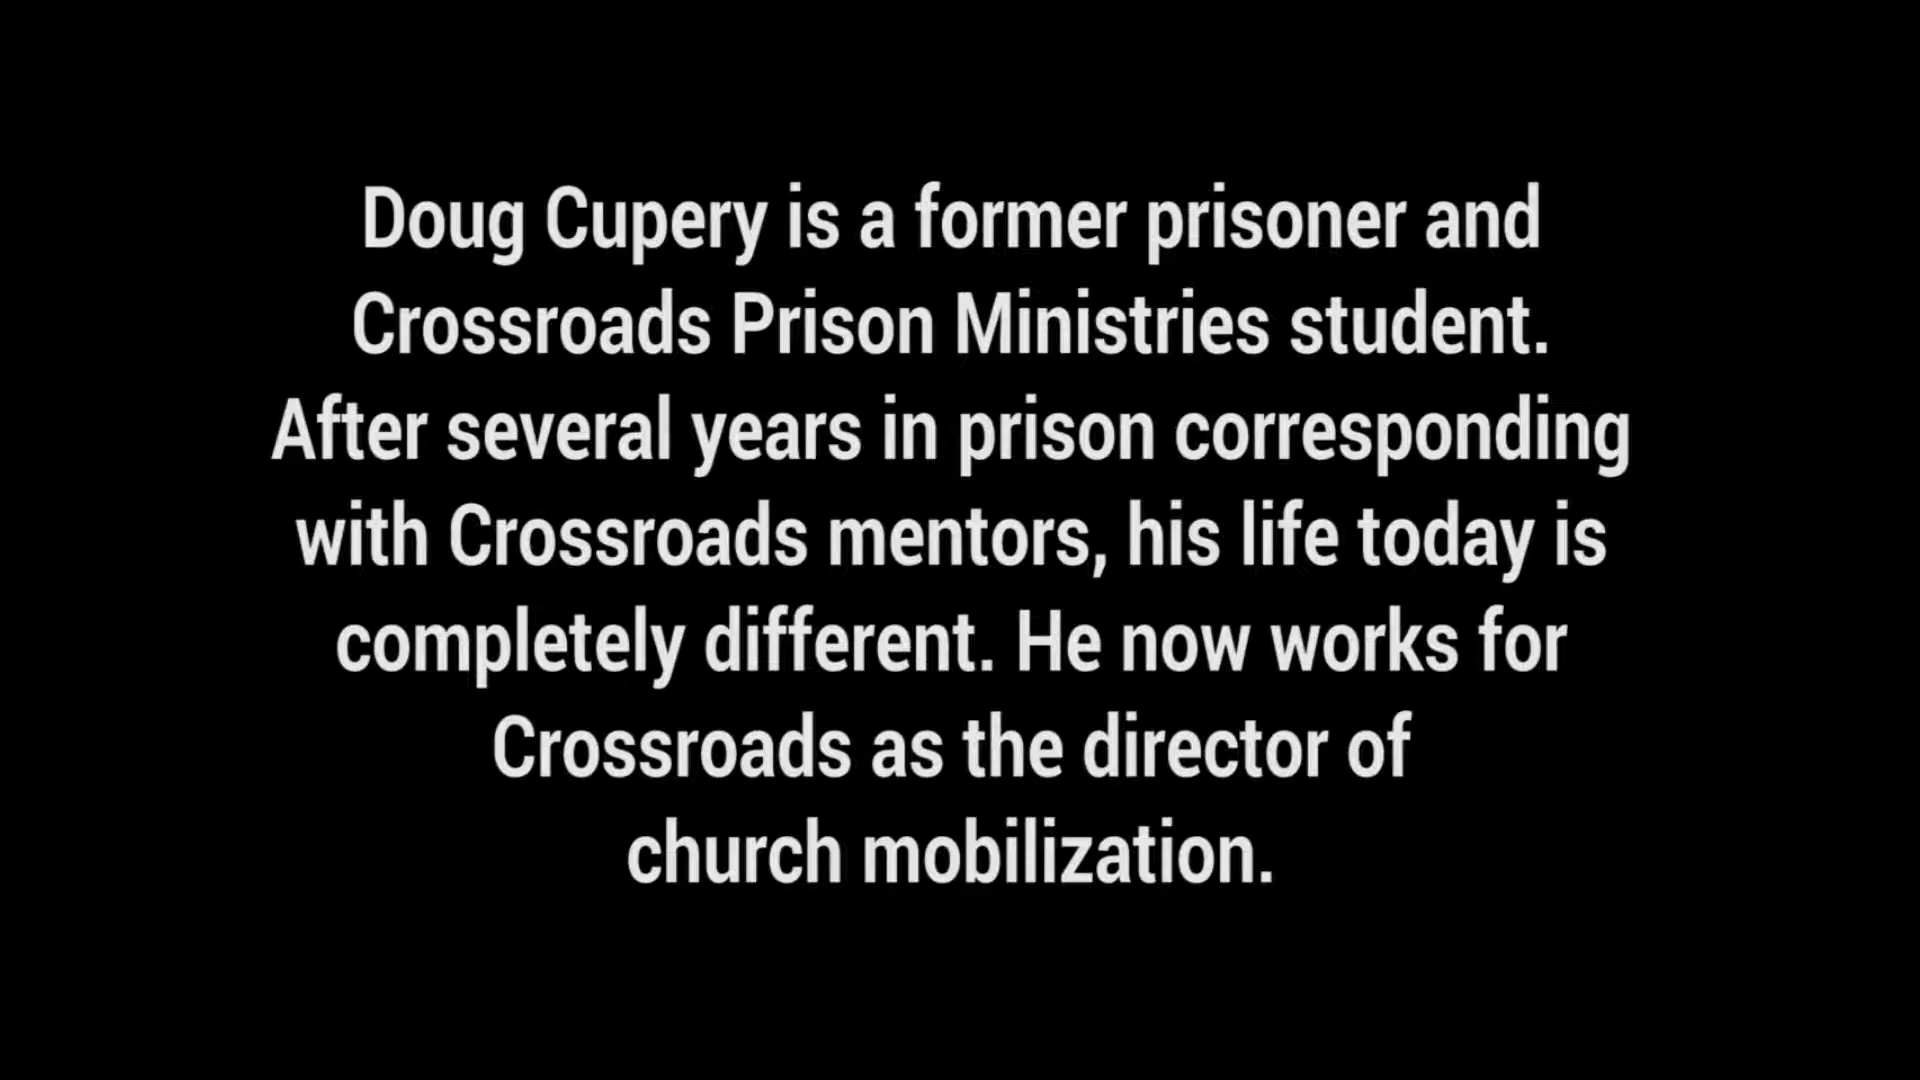 Doug Cupery is a former prisoner and
Crossroads Prison Ministries student.
After several years in prison corresponding
with Crossroads mentors, his life today is
completely different. He now works for
Crossroads as the director of
church mobilization.